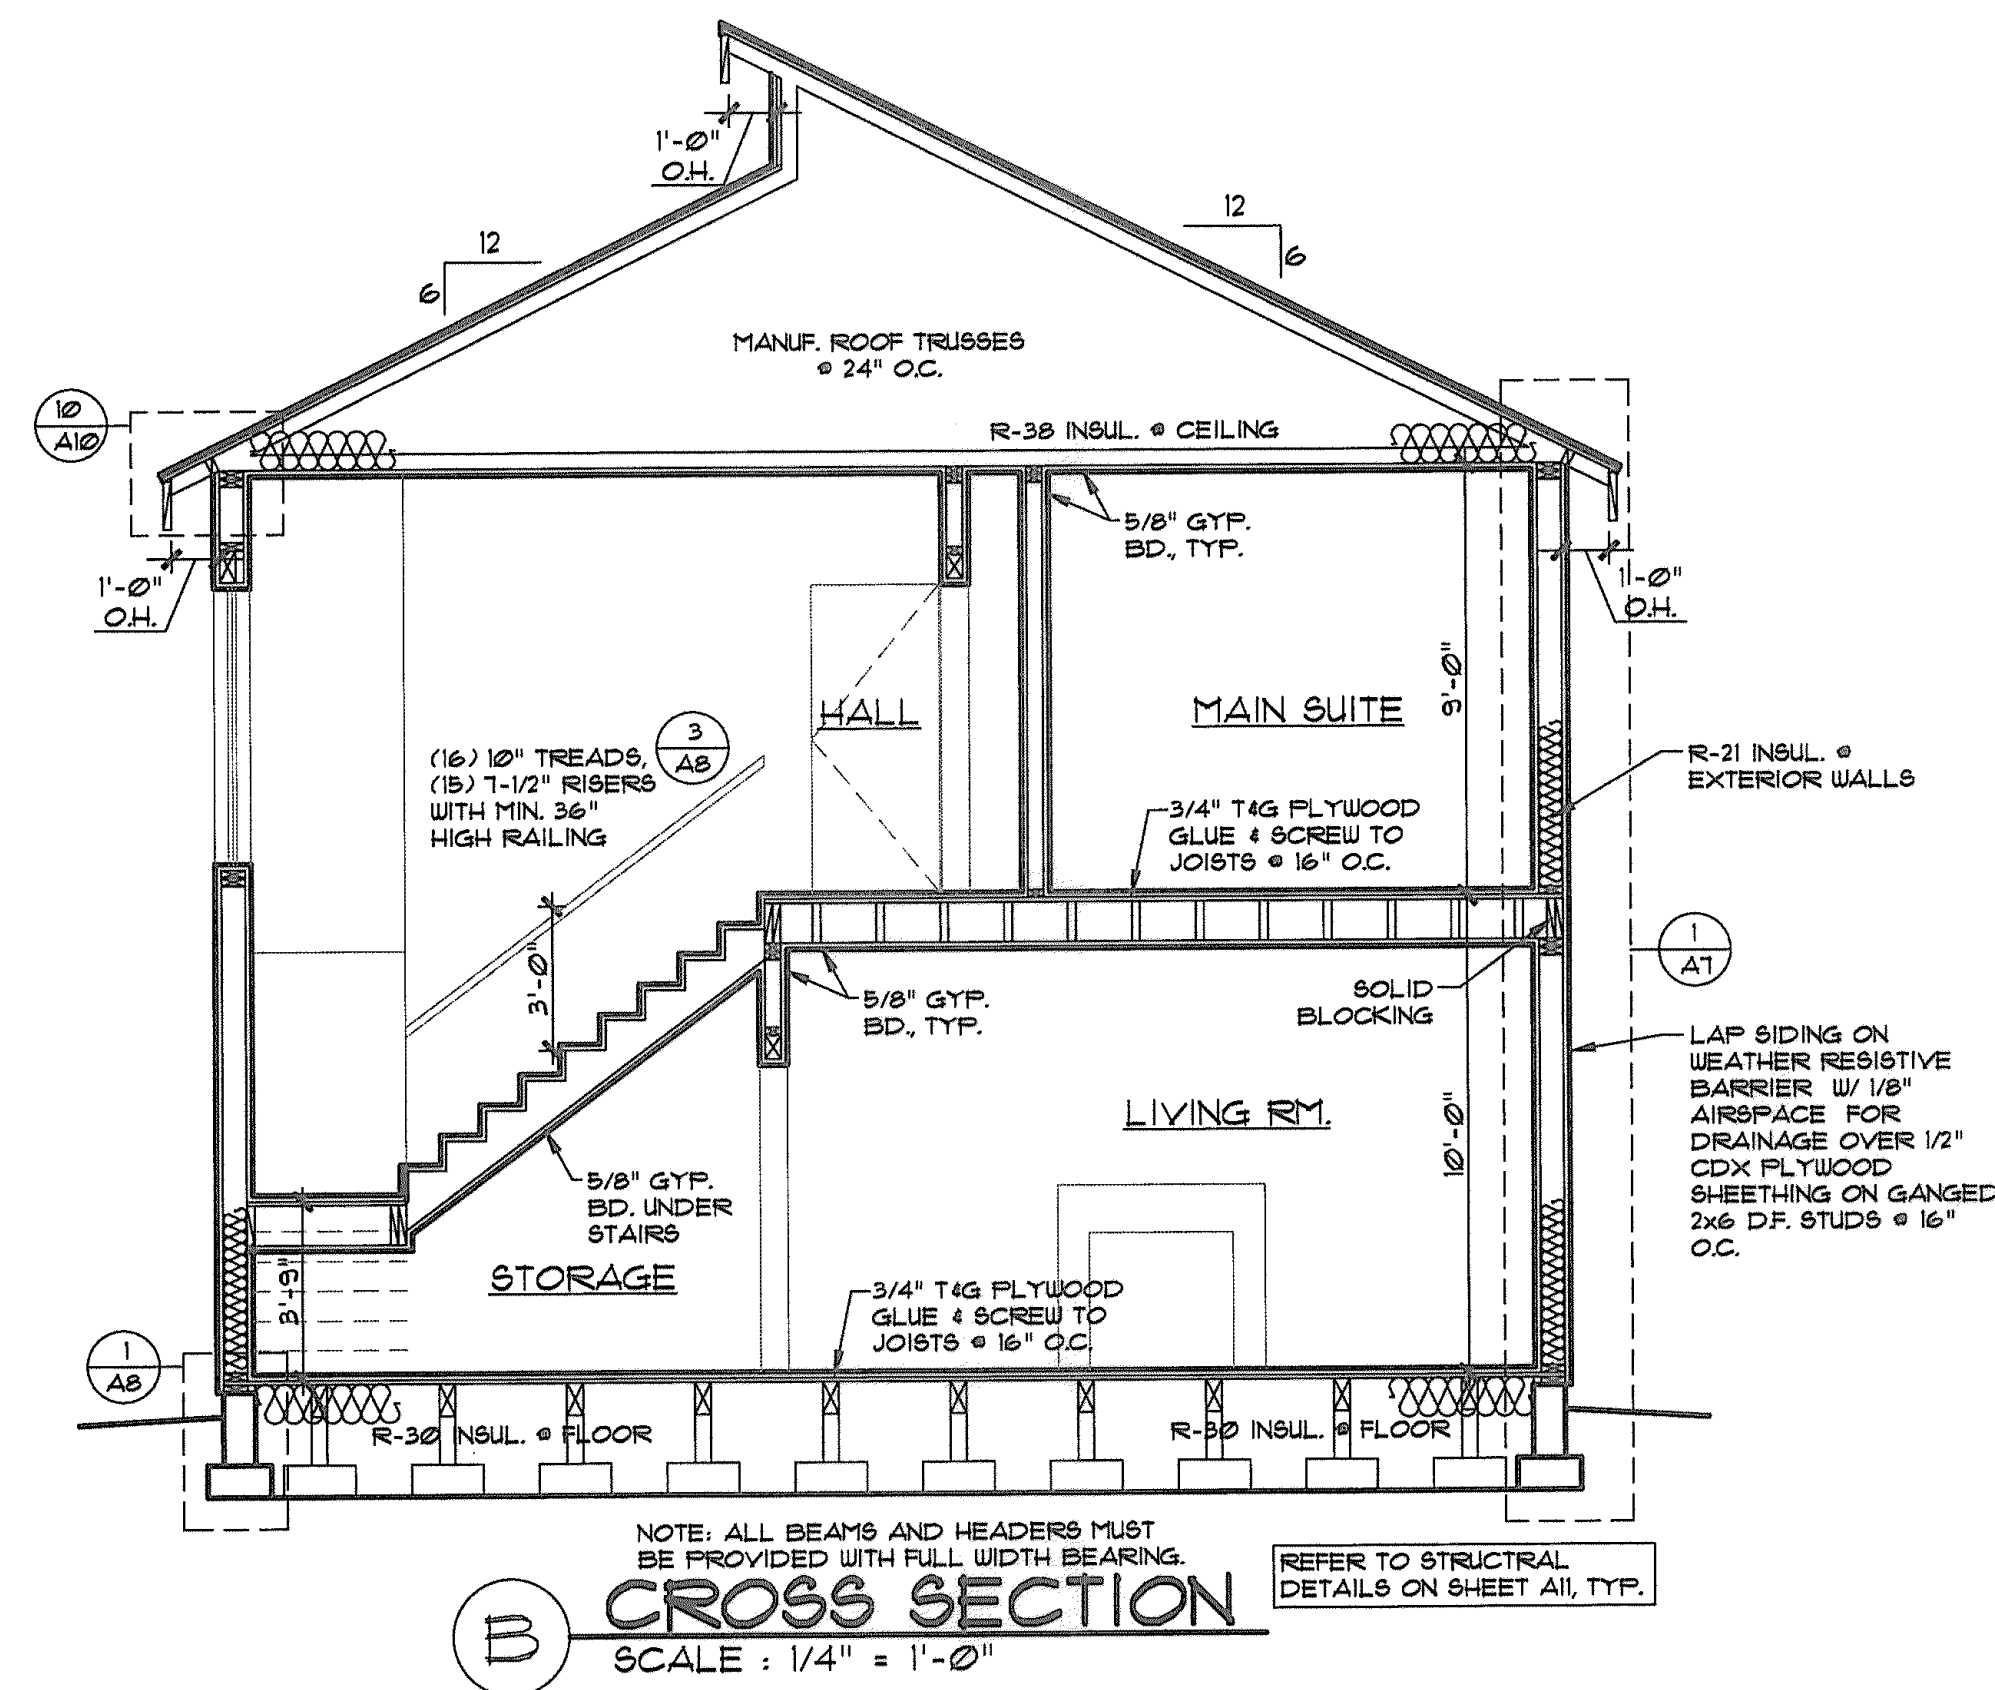 1'-0"
O.H.
12
6
12
6
MANUF. ROOF TRUSSES
@ 24" O.C.
10
A10
R-38 INSUL. @ CEILING
5/8" GYP.
BD., TYP.
1'-0"
O.H.
1'-0"
O.H.
9'-0"
HALL
MAIN SUITE
3
A8
(16) 10" TREADS,
(15) 7-1/2" RISERS
WITH MIN. 36"
HIGH RAILING
R-21 INSUL. @
EXTERIOR WALLS
3/4" T&G PLYWOOD
GLUE & SCREW TO
JOISTS @ 16" O.C.
3'-0"
1
A7
5/8" GYP.
BD., TYP.
SOLID
BLOCKING
LAP SIDING ON
WEATHER RESISTIVE
BARRIER W/ 1/8"
AIRSPACE FOR
DRAINAGE OVER 1/2"
CDX PLYWOOD
SHEETHING ON GANGED
2x6 D.F. STUDS @ 16"
O.C.
LIVING RM.
10'-0"
5/8" GYP.
BD. UNDER
STAIRS
STORAGE
3'-9"
3/4" T&G PLYWOOD
GLUE & SCREW TO
JOISTS @ 16" O.C.
1
A8
R-30 INSUL. @ FLOOR
R-30 INSUL. @ FLOOR
NOTE: ALL BEAMS AND HEADERS MUST
BE PROVIDED WITH FULL WIDTH BEARING.
REFER TO STRUCTRAL
DETAILS ON SHEET A11, TYP.
B
CROSS SECTION
SCALE : 1/4" = 1'-0"